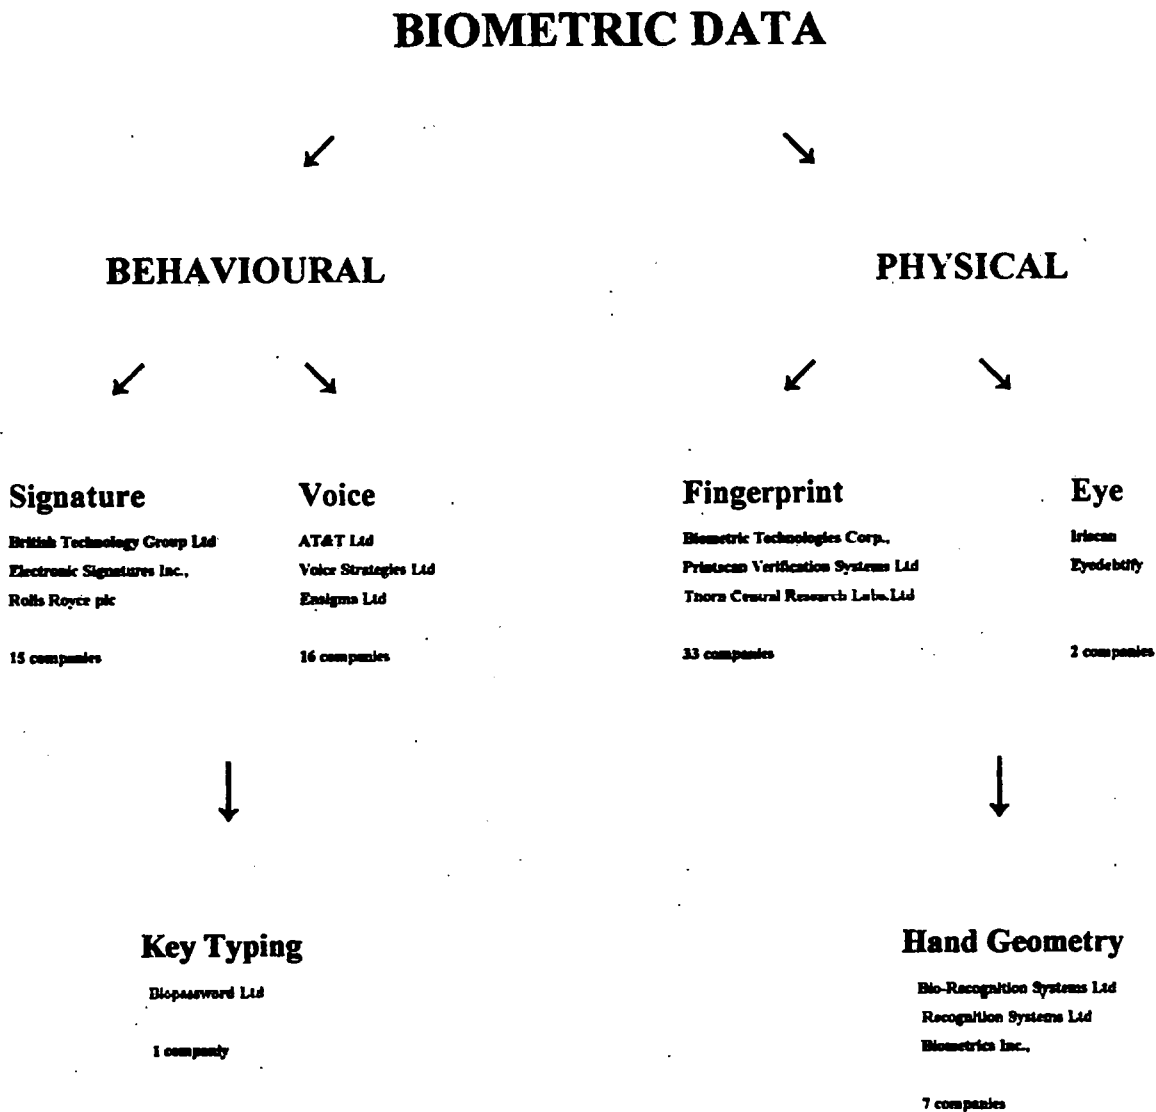 BIOMETRIC DATA
BEHAVIOURAL
PHYSICAL
Signature
British Technology Group Ltd
Electronic Signatures Inc.,
Rolls Royce plc
15 companies
Voice
AT&T Ltd
Voice Strategies Ltd
Ensigma Ltd
16 companies
Fingerprint
Biometric Technologies Corp.,
Printscan Verification Systems Ltd
Thorn Central Research Labs.Ltd
33 companies
Eye
Iriscan
Eyedebtify
2 companies
Key Typing
Biopassword Ltd
1 companiy
Hand Geometry
Bio-Recognition Systems Ltd
Recognition Systems Ltd
Biometrics Inc.,
7 companies